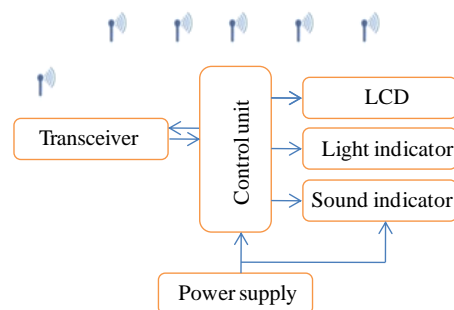 LCD
Transceiver
Control unit
Light indicator
Sound indicator
Power supply